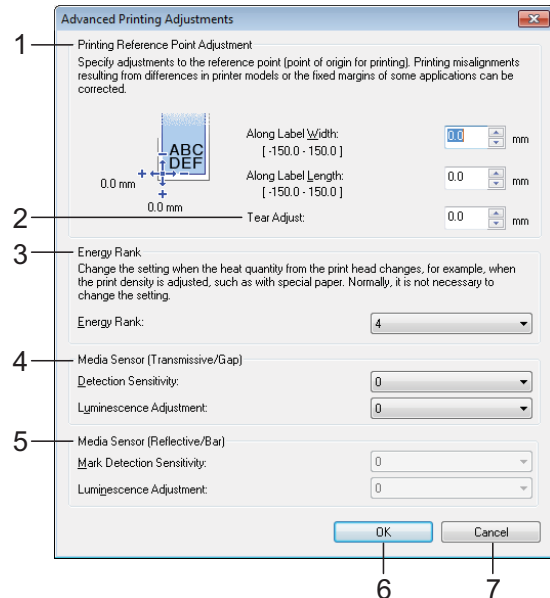 Advanced Printing Adjustments
1
Printing Reference Point Adjustment
Specify adjustments to the reference point (point of origin for printing). Printing misalignments
resulting from differences in printer models or the fixed margins of some applications can be
corrected.
ABC
DEF
0.0 mm
0.0 mm
Along Label Width:
[ -150.0 - 150.0 ]
0.0 mm
Along Label Length:
[ -150.0 - 150.0 ]
0.0 mm
2
Tear Adjust:
0.0 mm
3
Energy Rank
Change the setting when the heat quantity from the print head changes, for example, when
the print density is adjusted, such as with special paper. Normally, it is not necessary to
change the setting.
Energy Rank:
4
4
Media Sensor (Transmissive/Gap)
Detection Sensitivity:
0
Luminescence Adjustment:
0
5
Media Sensor (Reflective/Bar)
Mark Detection Sensitivity:
0
Luminescence Adjustment:
0
OK
Cancel
6
7